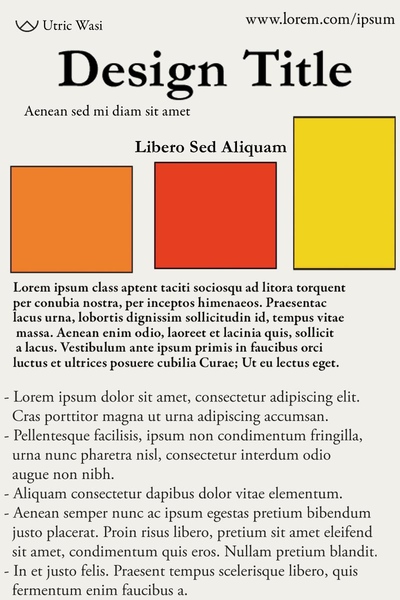 Utric Wasi
www.lorem.com/ipsum
Design Title
Aenean sed mi diam sit amet
Libero Sed Aliquam
Lorem ipsum class aptent taciti sociosqu ad litora torquent
per conubia nostra, per inceptos himenaeos. Praesentac
lacus urna, lobortis dignissim sollicitudin id, tempus vitae
massa. Aenean enim odio, laoreet et lacinia quis, sollicit
a lacus. Vestibulum ante ipsum primis in faucibus orci
luctus et ultrices posuere cubilia Curae; Ut eu lectus eget.
- Lorem ipsum dolor sit amet, consectetur adipiscing elit.
Cras porttitor magna ut urna adipiscing accumsan.
- Pellentesque facilisis, ipsum non condimentum fringilla,
urna nunc pharetra nisl, consectetur interdum odio
augue non nibh.
- Aliquam consectetur dapibus dolor vitae elementum.
- Aenean semper nunc ac ipsum egestas pretium bibendum
justo placerat. Proin risus libero, pretium sit amet eleifend
sit amet, condimentum quis eros. Nullam pretium blandit.
- In et justo felis. Praesent tempus scelerisque libero, quis
fermentum enim faucibus a.